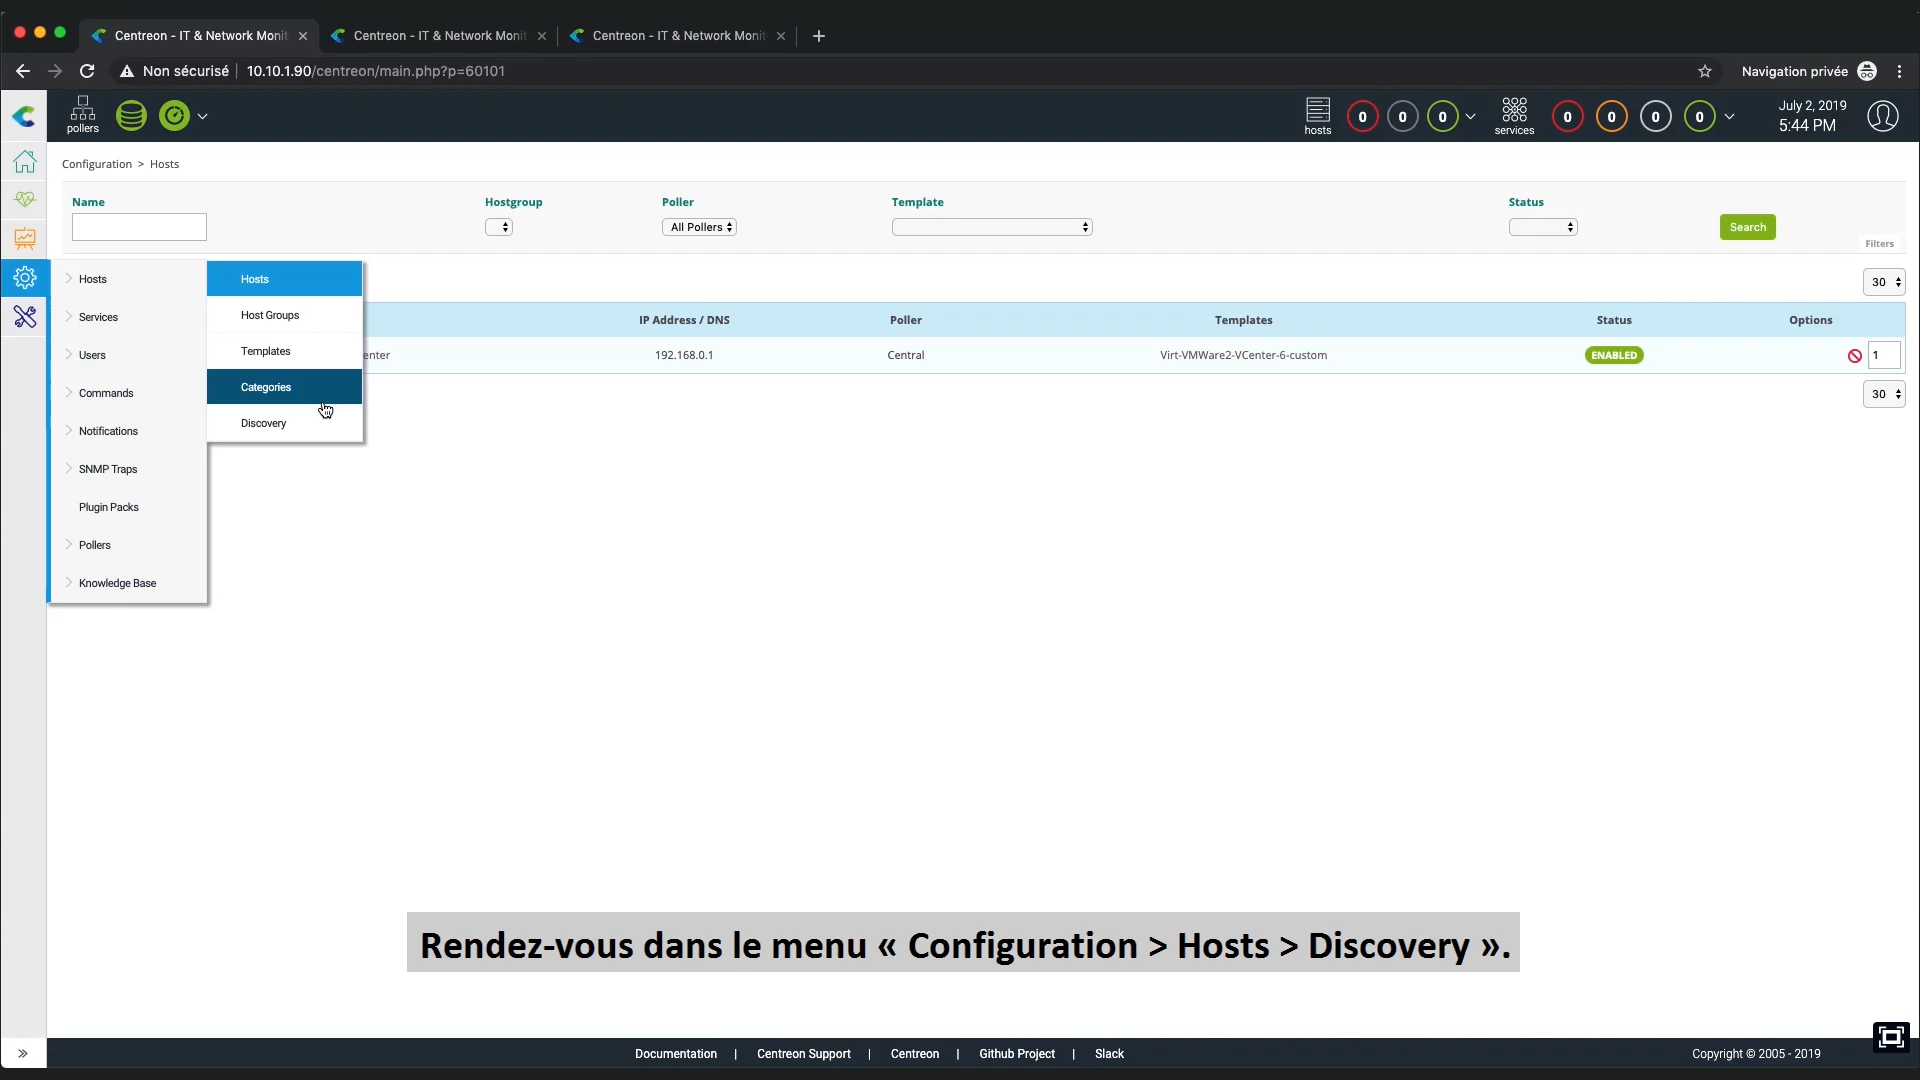 Centreon - IT & Network Monit
Centreon - IT & Network Monit
Centreon - IT & Network Monit
Non sécurisé
10.10.1.90/centreon/main.php?p=60101
Navigation privée
pollers
hosts
0
0
0
services
0
0
0
0
July 2, 2019
5:44 PM
Configuration > Hosts
Name
Hostgroup
Poller
Template
Status
All Pollers
Search
Filters
Hosts
Services
Users
Commands
Notifications
SNMP Traps
Plugin Packs
Pollers
Knowledge Base
Hosts
Host Groups
Templates
Categories
Discovery
30
IP Address / DNS
Poller
Templates
Status
Options
enter
192.168.0.1
Central
Virt-VMWare2-VCenter-6-custom
ENABLED
1
30
Rendez-vous dans le menu « Configuration > Hosts > Discovery ».
Documentation | Centreon Support | Centreon | Github Project | Slack
Copyright © 2005 - 2019